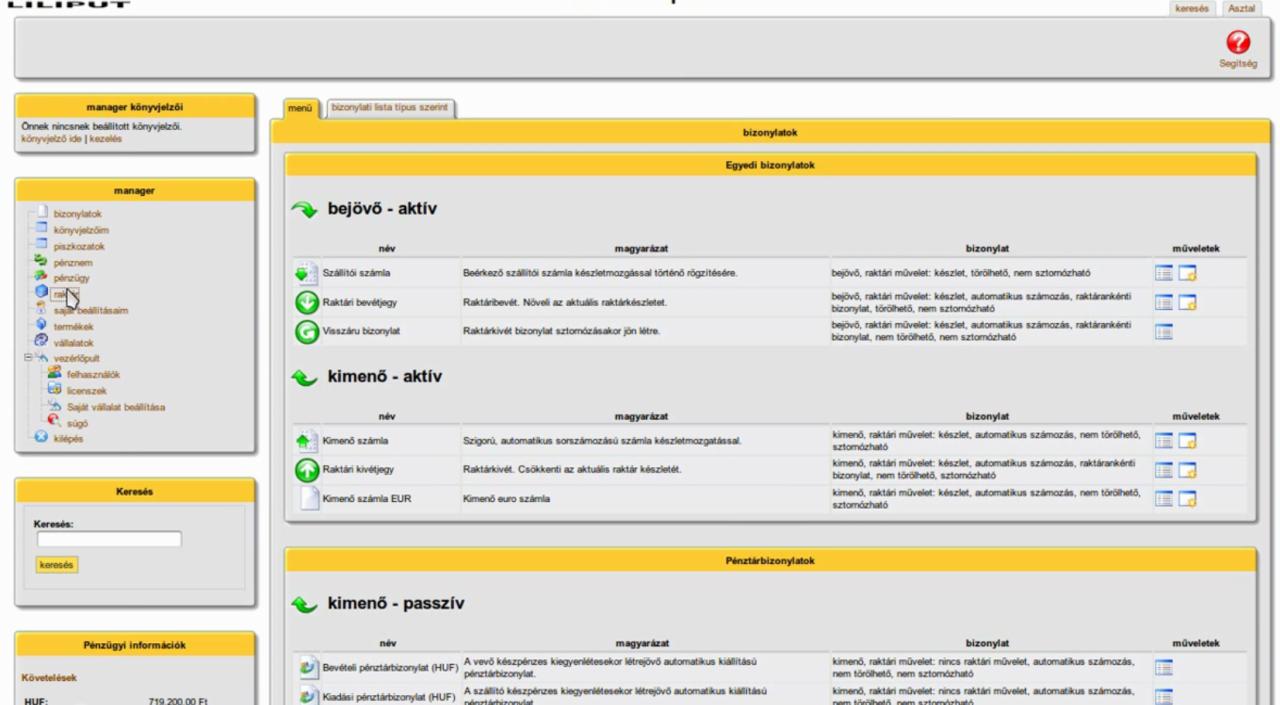 keresés Asztal
Segítség
manager könyvjelzői
Önnek nincsnek beállított könyvjelzői.
könyvjelző ide | kezelés
manager
bizonylatok
könyvjelzőim
piszkozatok
pénznem
pénzügy
saját beállításaim
termékek
vállalatok
vezérlőpult
felhasználók
licenszek
Saját vállalat beállítása
súgó
kilépés
Keresés
Keresés:
keresés
Pénzügyi információk
Követelések
HUF: 719.200,00 Ft
menü bizonylati lista típus szerint
bizonylatok
Egyedi bizonylatok
bejövő - aktív
név magyarázat bizonylat műveletek
Szállítói számla Beérkező szállítói számla készletmozgással történő rögzítésére. bejövő, raktári művelet: készlet, törölhető, nem sztornózható
Raktári bevétjegy Raktáribevét. Növeli az aktuális raktárkészletet. bejövő, raktári művelet: készlet, automatikus számozás, raktárankénti
bizonylat, törölhető, nem sztornózható
Visszáru bizonylat Raktárkivét bizonylat sztornózásakor jön létre. bejövő, raktári művelet: készlet, automatikus számozás, raktárankénti
bizonylat, nem törölhető, nem sztornózható
kimenő - aktív
név magyarázat bizonylat műveletek
Kimenő számla Szigorú, automatikus sorszámozású számla készletmozgatással. kimenő, raktári művelet: készlet, automatikus számozás, nem törölhető,
sztornózható
Raktári kivétjegy Raktárkivét. Csökkenti az aktuális raktár készletét. kimenő, raktári művelet: készlet, automatikus számozás, raktárankénti
bizonylat, nem törölhető, sztornózható
Kimenő számla EUR Kimenő euro számla kimenő, raktári művelet: készlet, automatikus számozás, nem törölhető,
sztornózható
Pénztárbizonylatok
kimenő - passzív
név magyarázat bizonylat műveletek
Bevételi pénztárbizonylat (HUF) A vevő készpénzes kiegyenlítésekor létrejövő automatikus kiállítású
pénztárbizonylat. kimenő, raktári művelet: nincs raktári művelet, automatikus számozás,
nem törölhető, nem sztornózható
Kiadási pénztárbizonylat (HUF) A szállító készpénzes kiegyenlítésekor létrejövő automatikus kiállítású
pénztárbizonylat. kimenő, raktári művelet: nincs raktári művelet, automatikus számozás,
nem törölhető, nem sztornózható